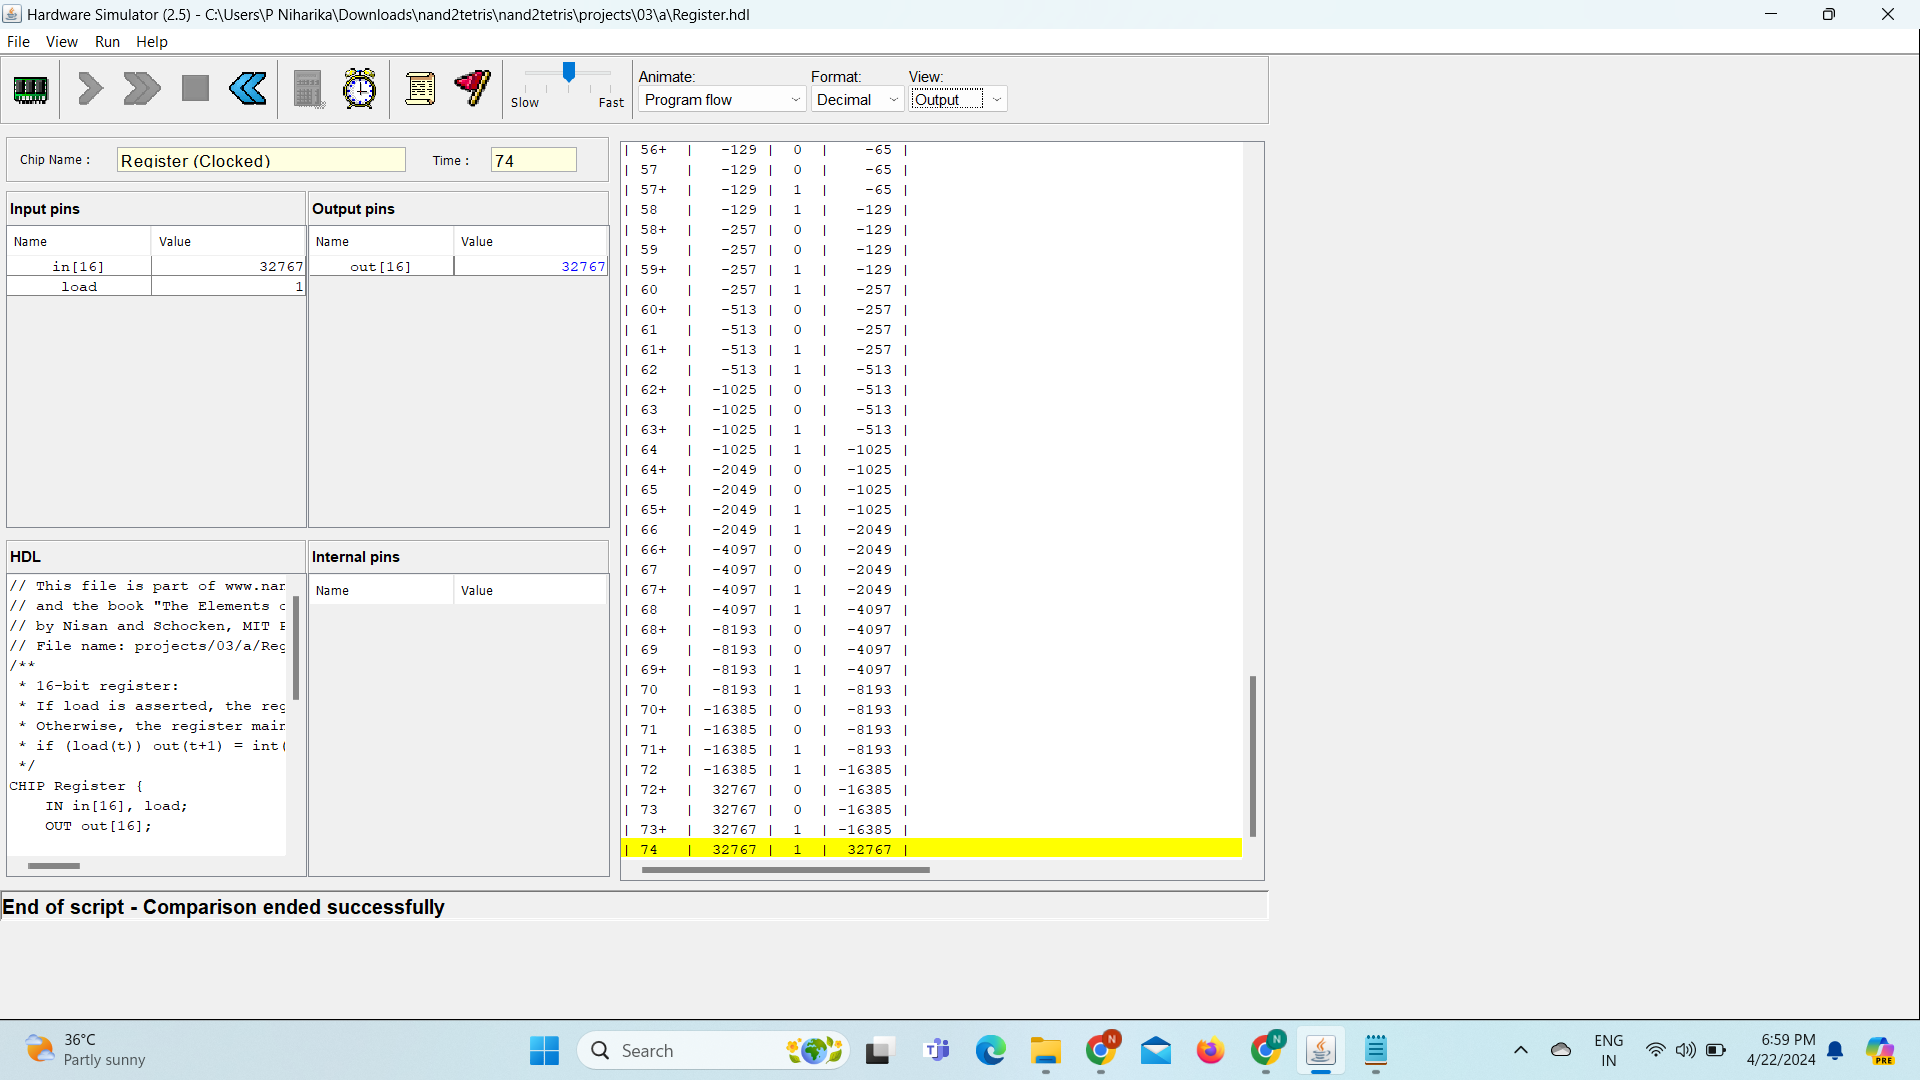 Hardware Simulator (2.5) - C:\Users\P Niharika\Downloads\nand2tetris\nand2tetris\projects\03\a\Register.hdl
File View Run Help
Slow Fast
Animate: Format: View:
Program flow Decimal Output
Chip Name : Register (Clocked) Time : 74
Input pins
Name Value
in[16] 32767
load 1
Output pins
Name Value
out[16] 32767
HDL
// This file is part of www.nan
// and the book "The Elements o
// by Nisan and Schocken, MIT P
// File name: projects/03/a/Reg
/**
* 16-bit register:
* If load is asserted, the reg
* Otherwise, the register main
* if (load(t)) out(t+1) = int(
*/
CHIP Register {
IN in[16], load;
OUT out[16];
Internal pins
Name Value
| 56+ | -129 | 0 | -65 |
| 57 | -129 | 0 | -65 |
| 57+ | -129 | 1 | -65 |
| 58 | -129 | 1 | -129 |
| 58+ | -257 | 0 | -129 |
| 59 | -257 | 0 | -129 |
| 59+ | -257 | 1 | -129 |
| 60 | -257 | 1 | -257 |
| 60+ | -513 | 0 | -257 |
| 61 | -513 | 0 | -257 |
| 61+ | -513 | 1 | -257 |
| 62 | -513 | 1 | -513 |
| 62+ | -1025 | 0 | -513 |
| 63 | -1025 | 0 | -513 |
| 63+ | -1025 | 1 | -513 |
| 64 | -1025 | 1 | -1025 |
| 64+ | -2049 | 0 | -1025 |
| 65 | -2049 | 0 | -1025 |
| 65+ | -2049 | 1 | -1025 |
| 66 | -2049 | 1 | -2049 |
| 66+ | -4097 | 0 | -2049 |
| 67 | -4097 | 0 | -2049 |
| 67+ | -4097 | 1 | -2049 |
| 68 | -4097 | 1 | -4097 |
| 68+ | -8193 | 0 | -4097 |
| 69 | -8193 | 0 | -4097 |
| 69+ | -8193 | 1 | -4097 |
| 70 | -8193 | 1 | -8193 |
| 70+ | -16385 | 0 | -8193 |
| 71 | -16385 | 0 | -8193 |
| 71+ | -16385 | 1 | -8193 |
| 72 | -16385 | 1 | -16385 |
| 72+ | 32767 | 0 | -16385 |
| 73 | 32767 | 0 | -16385 |
| 73+ | 32767 | 1 | -16385 |
| 74 | 32767 | 1 | 32767 |
End of script - Comparison ended successfully
36°C
Partly sunny
Search
N
N
ENG
IN
6:59 PM
4/22/2024
PRE